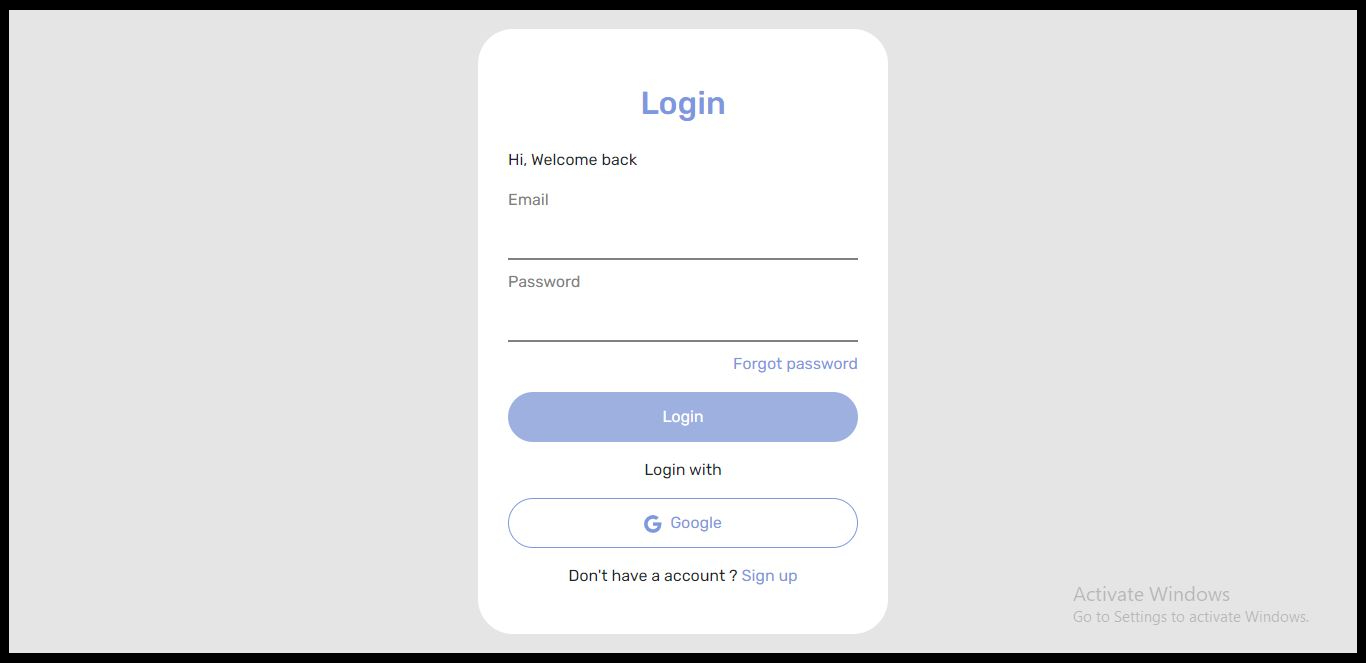 Login
Hi, Welcome back
Email
Password
Forgot password
Login
Login with
Google
Don't have a account ? Sign up
Activate Windows
Go to Settings to activate Windows.